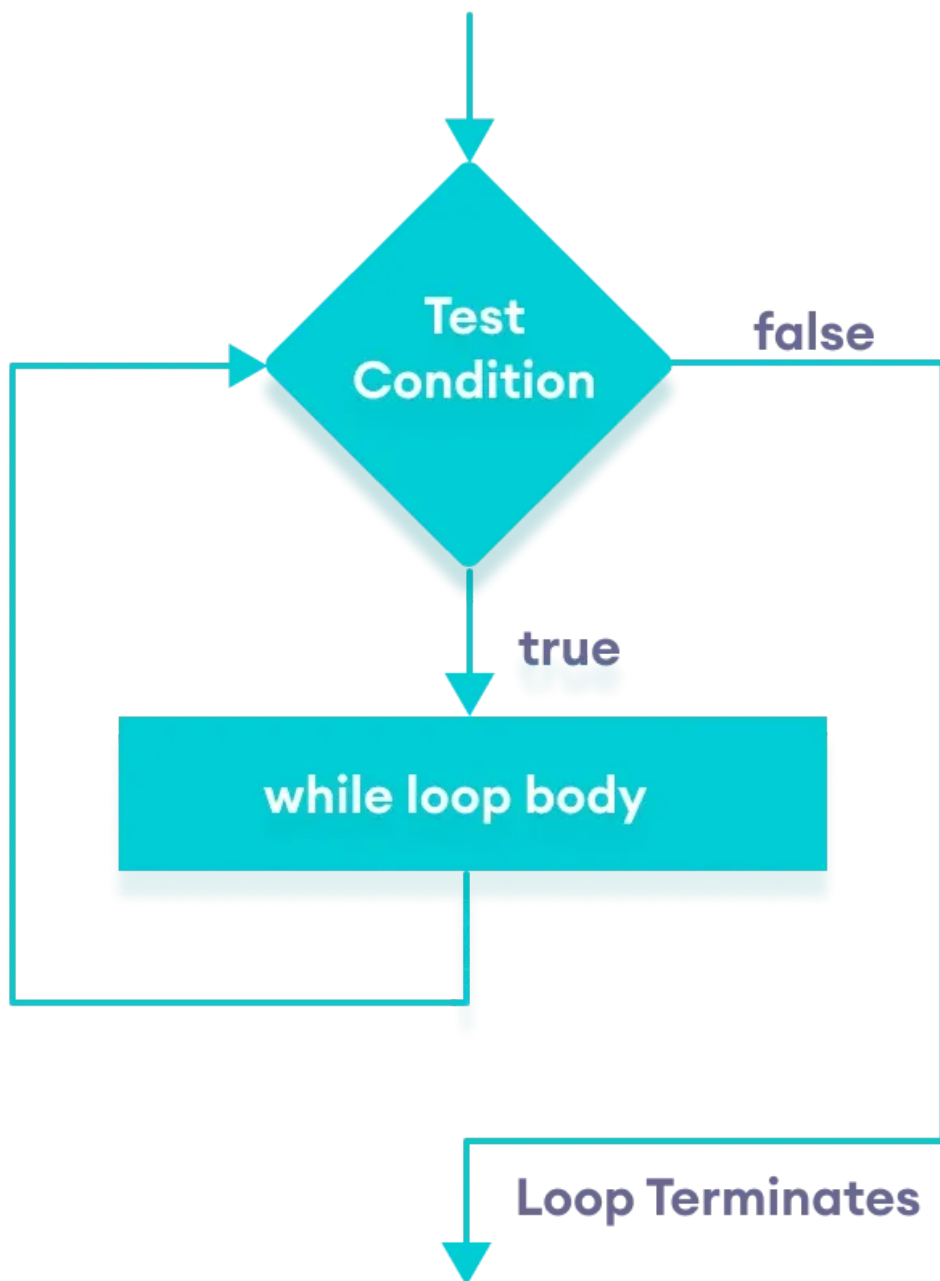 Test
Condition
false
true
while loop body
Loop Terminates